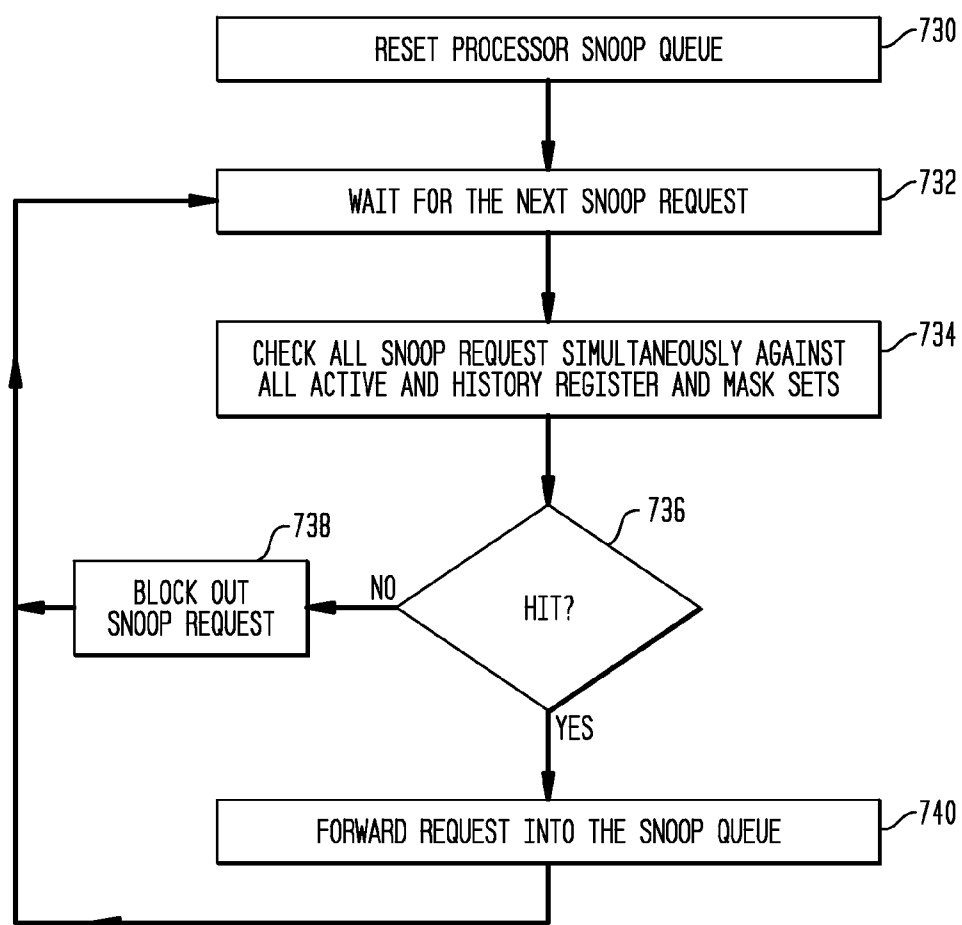 RESET PROCESSOR SNOOP QUEUE
730
WAIT FOR THE NEXT SNOOP REQUEST
732
CHECK ALL SNOOP REQUEST SIMULTANEOUSLY AGAINST
ALL ACTIVE AND HISTORY REGISTER AND MASK SETS
734
HIT?
736
NO
BLOCK OUT
SNOOP REQUEST
738
YES
FORWARD REQUEST INTO THE SNOOP QUEUE
740